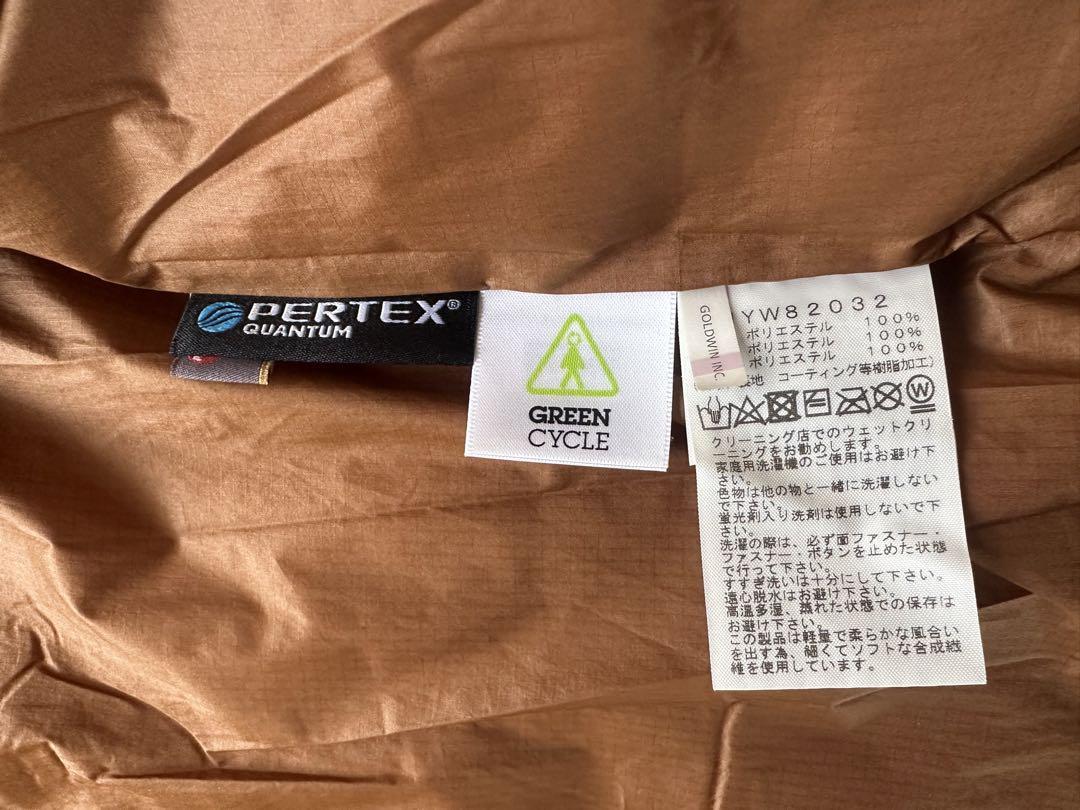 PERTEX®
QUANTUM
GREEN
CYCLE
GOLDWIN INC.
YW82032
ポリエステル 100%
ポリエステル 100%
ポリエステル 100%
地 コーティング等樹脂加工)
W
クリーニング店でのウェットクリ
ーニングをお勧めします。
家庭用洗濯機のご使用はお避け下
さい。
色物は他の物と一緒に洗濯しない
で下さい。
蛍光剤入り洗剤は使用しないで下
さい。
洗濯の際は、必ず面ファスナー・
ファスナー・ボタンを止めた状態
で行って下さい。
すすぎ洗いは十分にして下さい。
遠心脱水はお避け下さい。
高温多湿、蒸れた状態での保存は
お避け下さい。
この製品は軽量で柔らかな風合い
を出す為、細くてソフトな合成繊
維を使用しています。